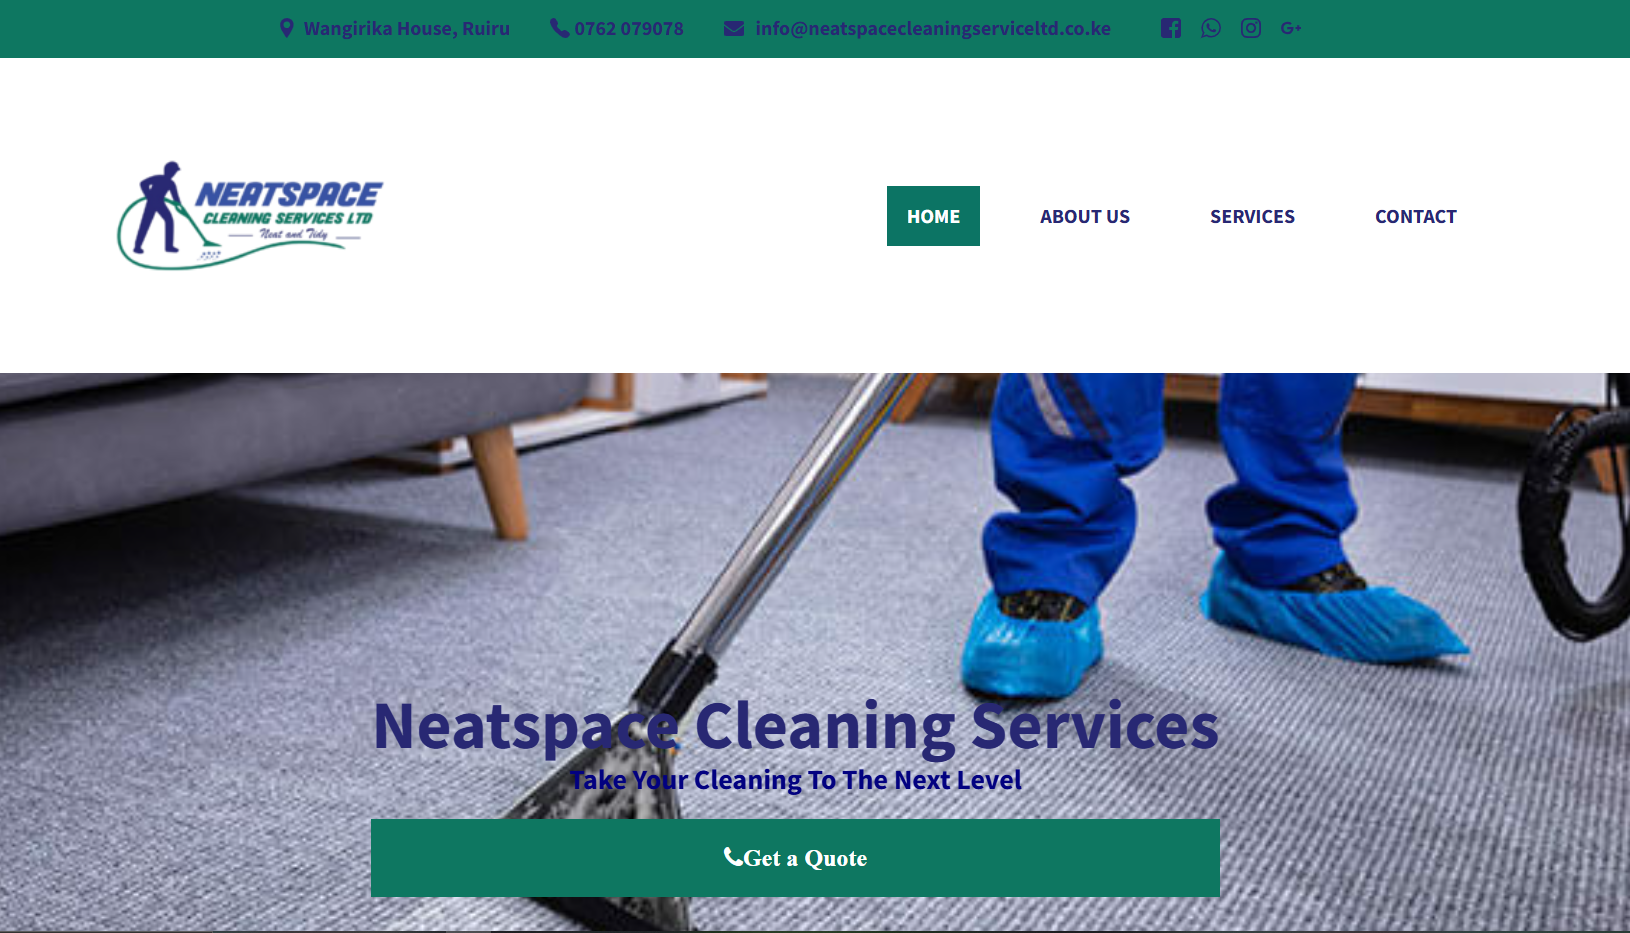 Wangirika House, Ruiru 0762 079078 info@neatspacecleaningserviceltd.co.ke G+
NEATSPACE
CLEANING SERVICES LTD
Neat and Tidy
HOME ABOUT US SERVICES CONTACT
Neatspace Cleaning Services
Take Your Cleaning To The Next Level
Get a Quote